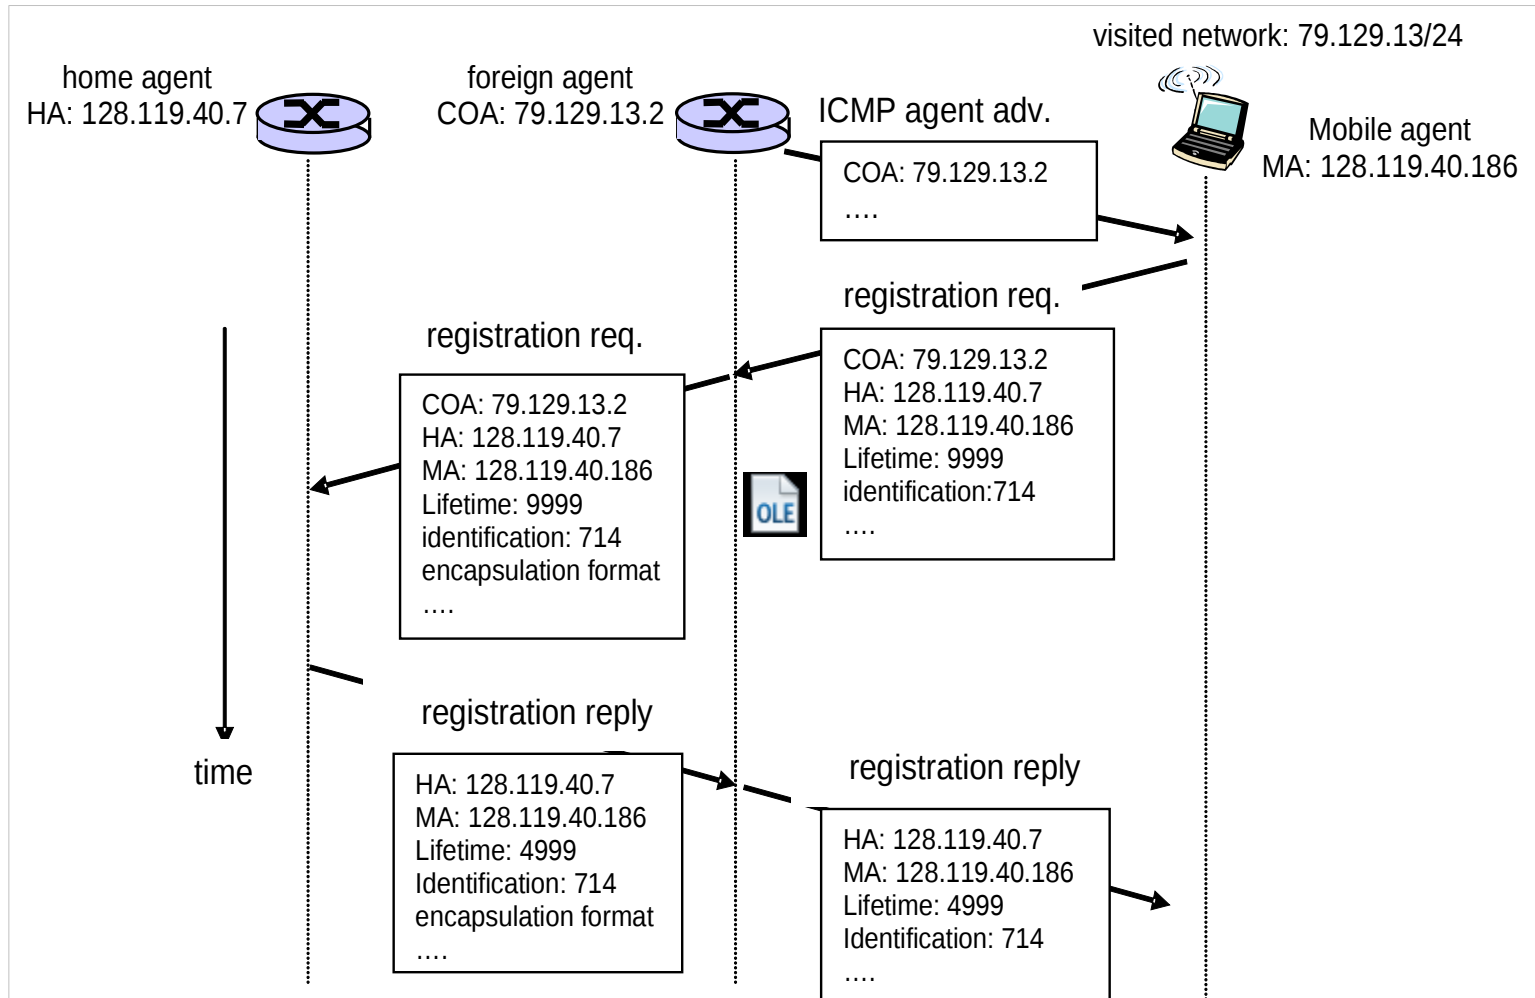 visited network: 79.129.13/24
home agent
HA: 128.119.40.7
foreign agent
COA: 79.129.13.2
ICMP agent adv.
Mobile agent
MA: 128.119.40.186
COA: 79.129.13.2
....
registration req.
COA: 79.129.13.2
HA: 128.119.40.7
MA: 128.119.40.186
Lifetime: 9999
identification:714
....
registration req.
COA: 79.129.13.2
HA: 128.119.40.7
MA: 128.119.40.186
Lifetime: 9999
identification: 714
encapsulation format
....
OLE
time
registration reply
HA: 128.119.40.7
MA: 128.119.40.186
Lifetime: 4999
Identification: 714
encapsulation format
....
registration reply
HA: 128.119.40.7
MA: 128.119.40.186
Lifetime: 4999
Identification: 714
....